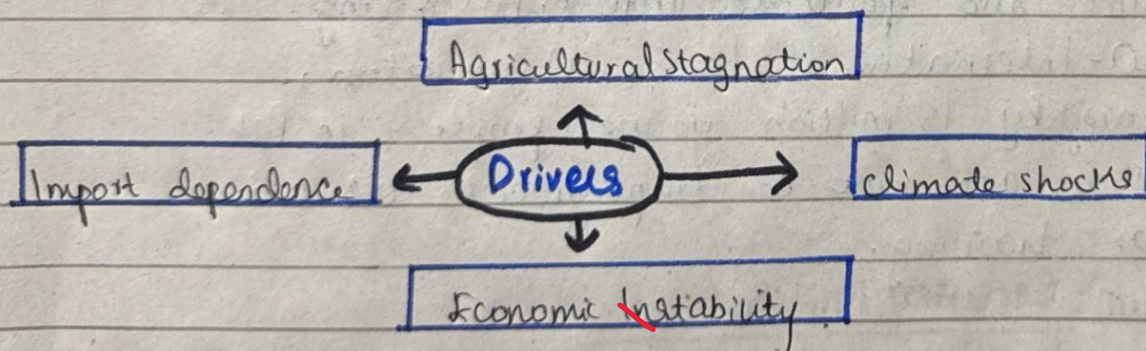 Agricultural stagnation
Import dependence
Drivers
climate shocks
Economic Instability